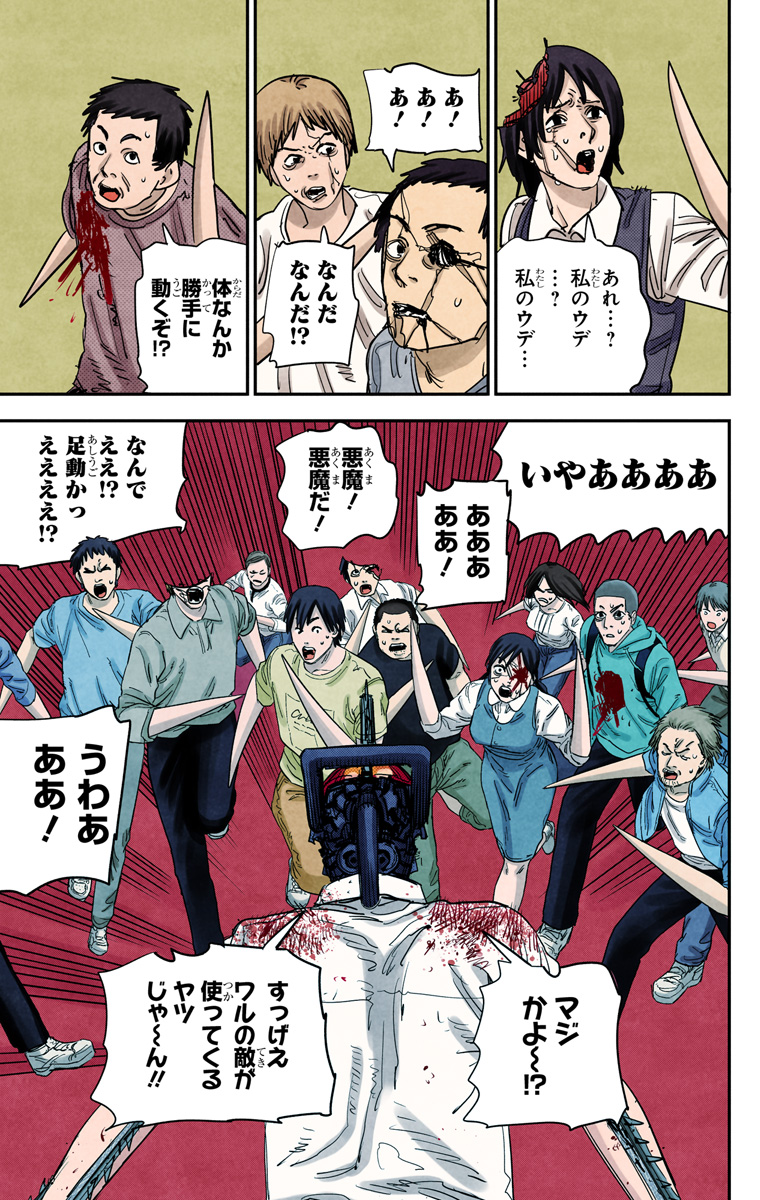 あれ…？
私のウデ
…？
私のウデ…
あ！
あ！
あ！
なんだ
なんだ!?
体なんか
勝手に
動くぞ!?
いやああああ
あああ
ああ！
悪魔！
悪魔だ！
なんで
ええ!?
足動かっ
ええええ!?
うわあ
ああ！
マジ
かよ〜!?
すっげえ
ワルの敵が
使ってくる
ヤツ
じゃ〜ん!!